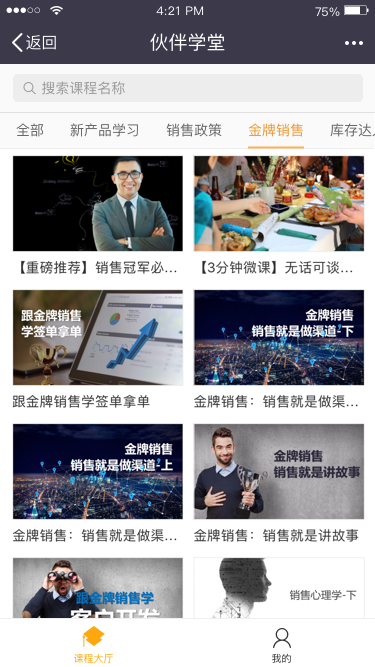 4:21 PM
75%
返回
伙伴学堂
搜索课程名称
全部
新产品学习
销售政策
金牌销售
库存达
【重磅推荐】销售冠军必...
【3分钟微课】无话可谈...
跟金牌销售
学签单拿单
金牌销售
销售就是做渠道-下
跟金牌销售学签单拿单
金牌销售：销售就是做渠...
金牌销售
销售就是做渠道-上
金牌销售
销售就是讲故事
金牌销售：销售就是做渠...
金牌销售：销售就是讲故事
跟金牌销售学
客户开发
销售心理学-下
课程大厅
我的